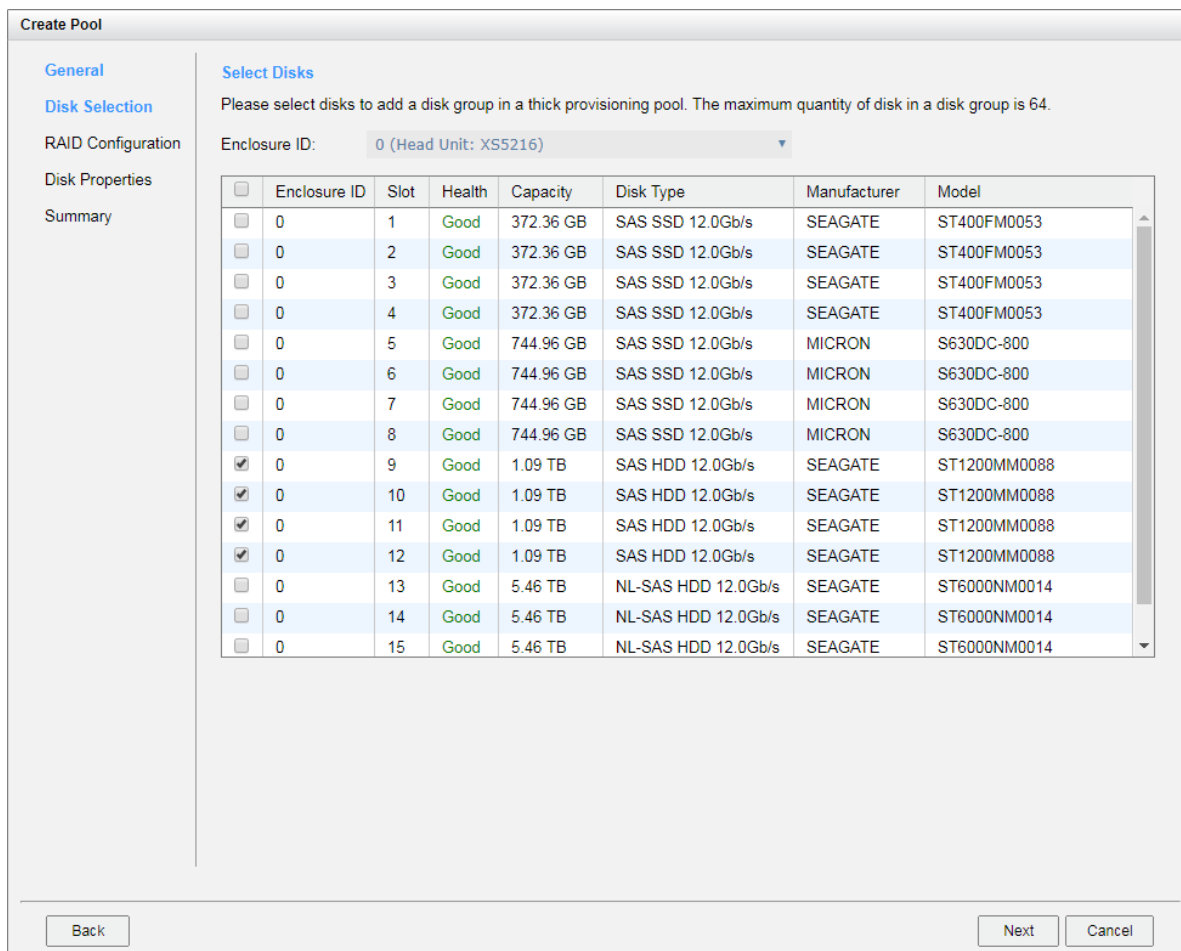 Create Pool
General
Disk Selection
RAID Configuration
Disk Properties
Summary
Select Disks
Please select disks to add a disk group in a thick provisioning pool. The maximum quantity of disk in a disk group is 64.
Enclosure ID: 0 (Head Unit: XS5216)
Enclosure ID Slot Health Capacity Disk Type Manufacturer Model
0 1 Good 372.36 GB SAS SSD 12.0Gb/s SEAGATE ST400FM0053
0 2 Good 372.36 GB SAS SSD 12.0Gb/s SEAGATE ST400FM0053
0 3 Good 372.36 GB SAS SSD 12.0Gb/s SEAGATE ST400FM0053
0 4 Good 372.36 GB SAS SSD 12.0Gb/s SEAGATE ST400FM0053
0 5 Good 744.96 GB SAS SSD 12.0Gb/s MICRON S630DC-800
0 6 Good 744.96 GB SAS SSD 12.0Gb/s MICRON S630DC-800
0 7 Good 744.96 GB SAS SSD 12.0Gb/s MICRON S630DC-800
0 8 Good 744.96 GB SAS SSD 12.0Gb/s MICRON S630DC-800
0 9 Good 1.09 TB SAS HDD 12.0Gb/s SEAGATE ST1200MM0088
0 10 Good 1.09 TB SAS HDD 12.0Gb/s SEAGATE ST1200MM0088
0 11 Good 1.09 TB SAS HDD 12.0Gb/s SEAGATE ST1200MM0088
0 12 Good 1.09 TB SAS HDD 12.0Gb/s SEAGATE ST1200MM0088
0 13 Good 5.46 TB NL-SAS HDD 12.0Gb/s SEAGATE ST6000NM0014
0 14 Good 5.46 TB NL-SAS HDD 12.0Gb/s SEAGATE ST6000NM0014
0 15 Good 5.46 TB NL-SAS HDD 12.0Gb/s SEAGATE ST6000NM0014
Back Next Cancel